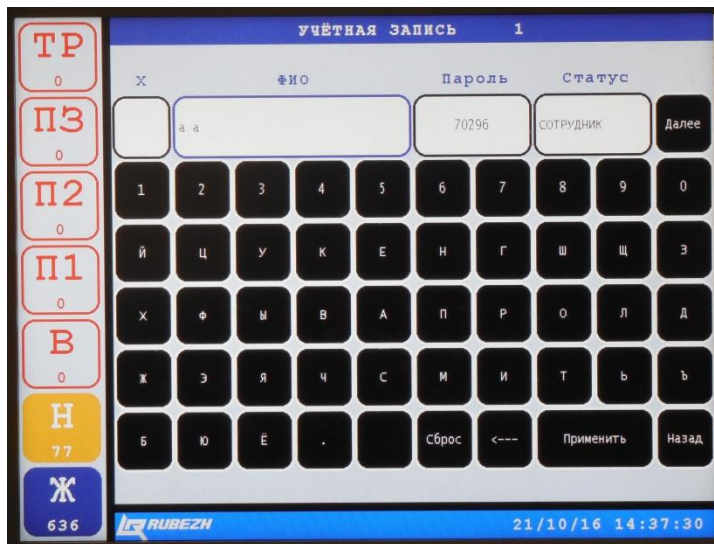 УЧЁТНАЯ ЗАПИСЬ 1
ТР
0
ПЗ
0
П2
0
П1
0
В
0
Н
77
Ж
636
Х ФИО Пароль Статус
а а 70296 СОТРУДНИК Далее
1 2 3 4 5 6 7 8 9 0
Й Ц У К Е Н Г Ш Щ З
Х Ф Ы В А П Р О Л Д
Ж Э Я Ч С М И Т Ь Ъ
Б Ю Ё . Сброс <--- Применить Назад
RUBEZH 21/10/16 14:37:30